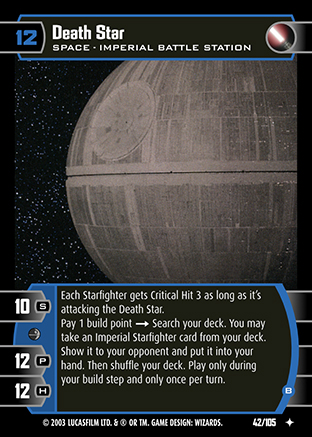 12 Death Star
SPACE - IMPERIAL BATTLE STATION
10 S
12 P
12 H
Each Starfighter gets Critical Hit 3 as long as it's
attacking the Death Star.
Pay 1 build point → Search your deck. You may
take an Imperial Starfighter card from your deck.
Show it to your opponent and put it into your
hand. Then shuffle your deck. Play only during
your build step and only once per turn.
B
© 2003 LUCASFILM LTD. & ® OR TM. GAME DESIGN: WIZARDS. 42/105